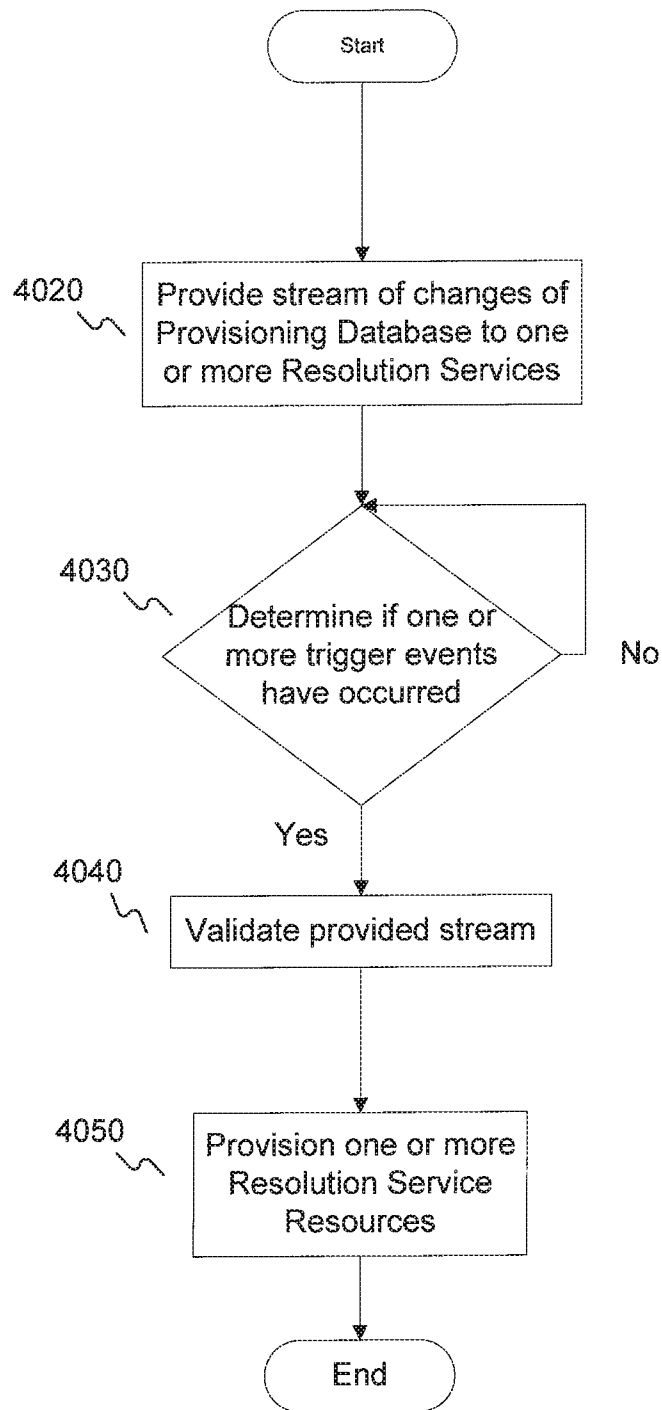 Start
4020
Provide stream of changes of
Provisioning Database to one
or more Resolution Services
4030
Determine if one or
more trigger events
have occurred
No
Yes
4040
Validate provided stream
4050
Provision one or more
Resolution Service
Resources
End